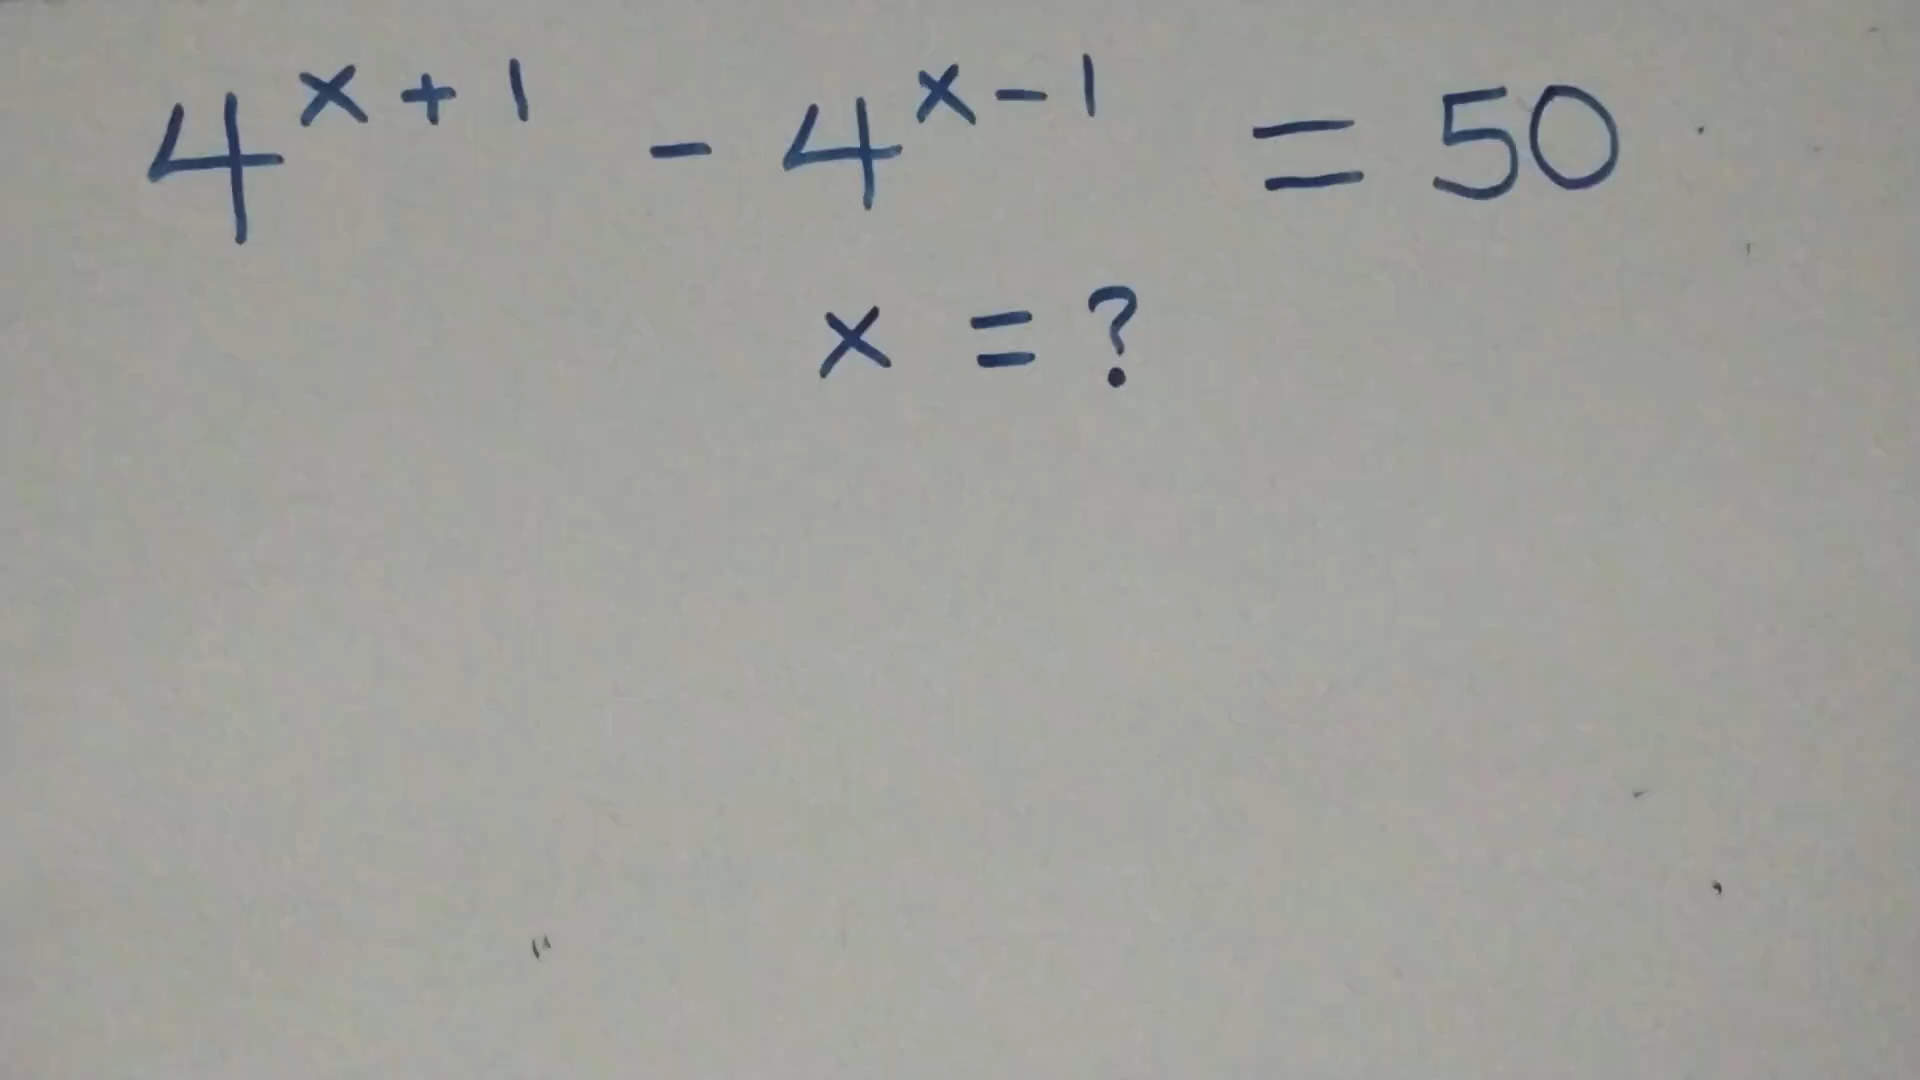 4^{x+1} - 4^{x-1} = 50
x = ?